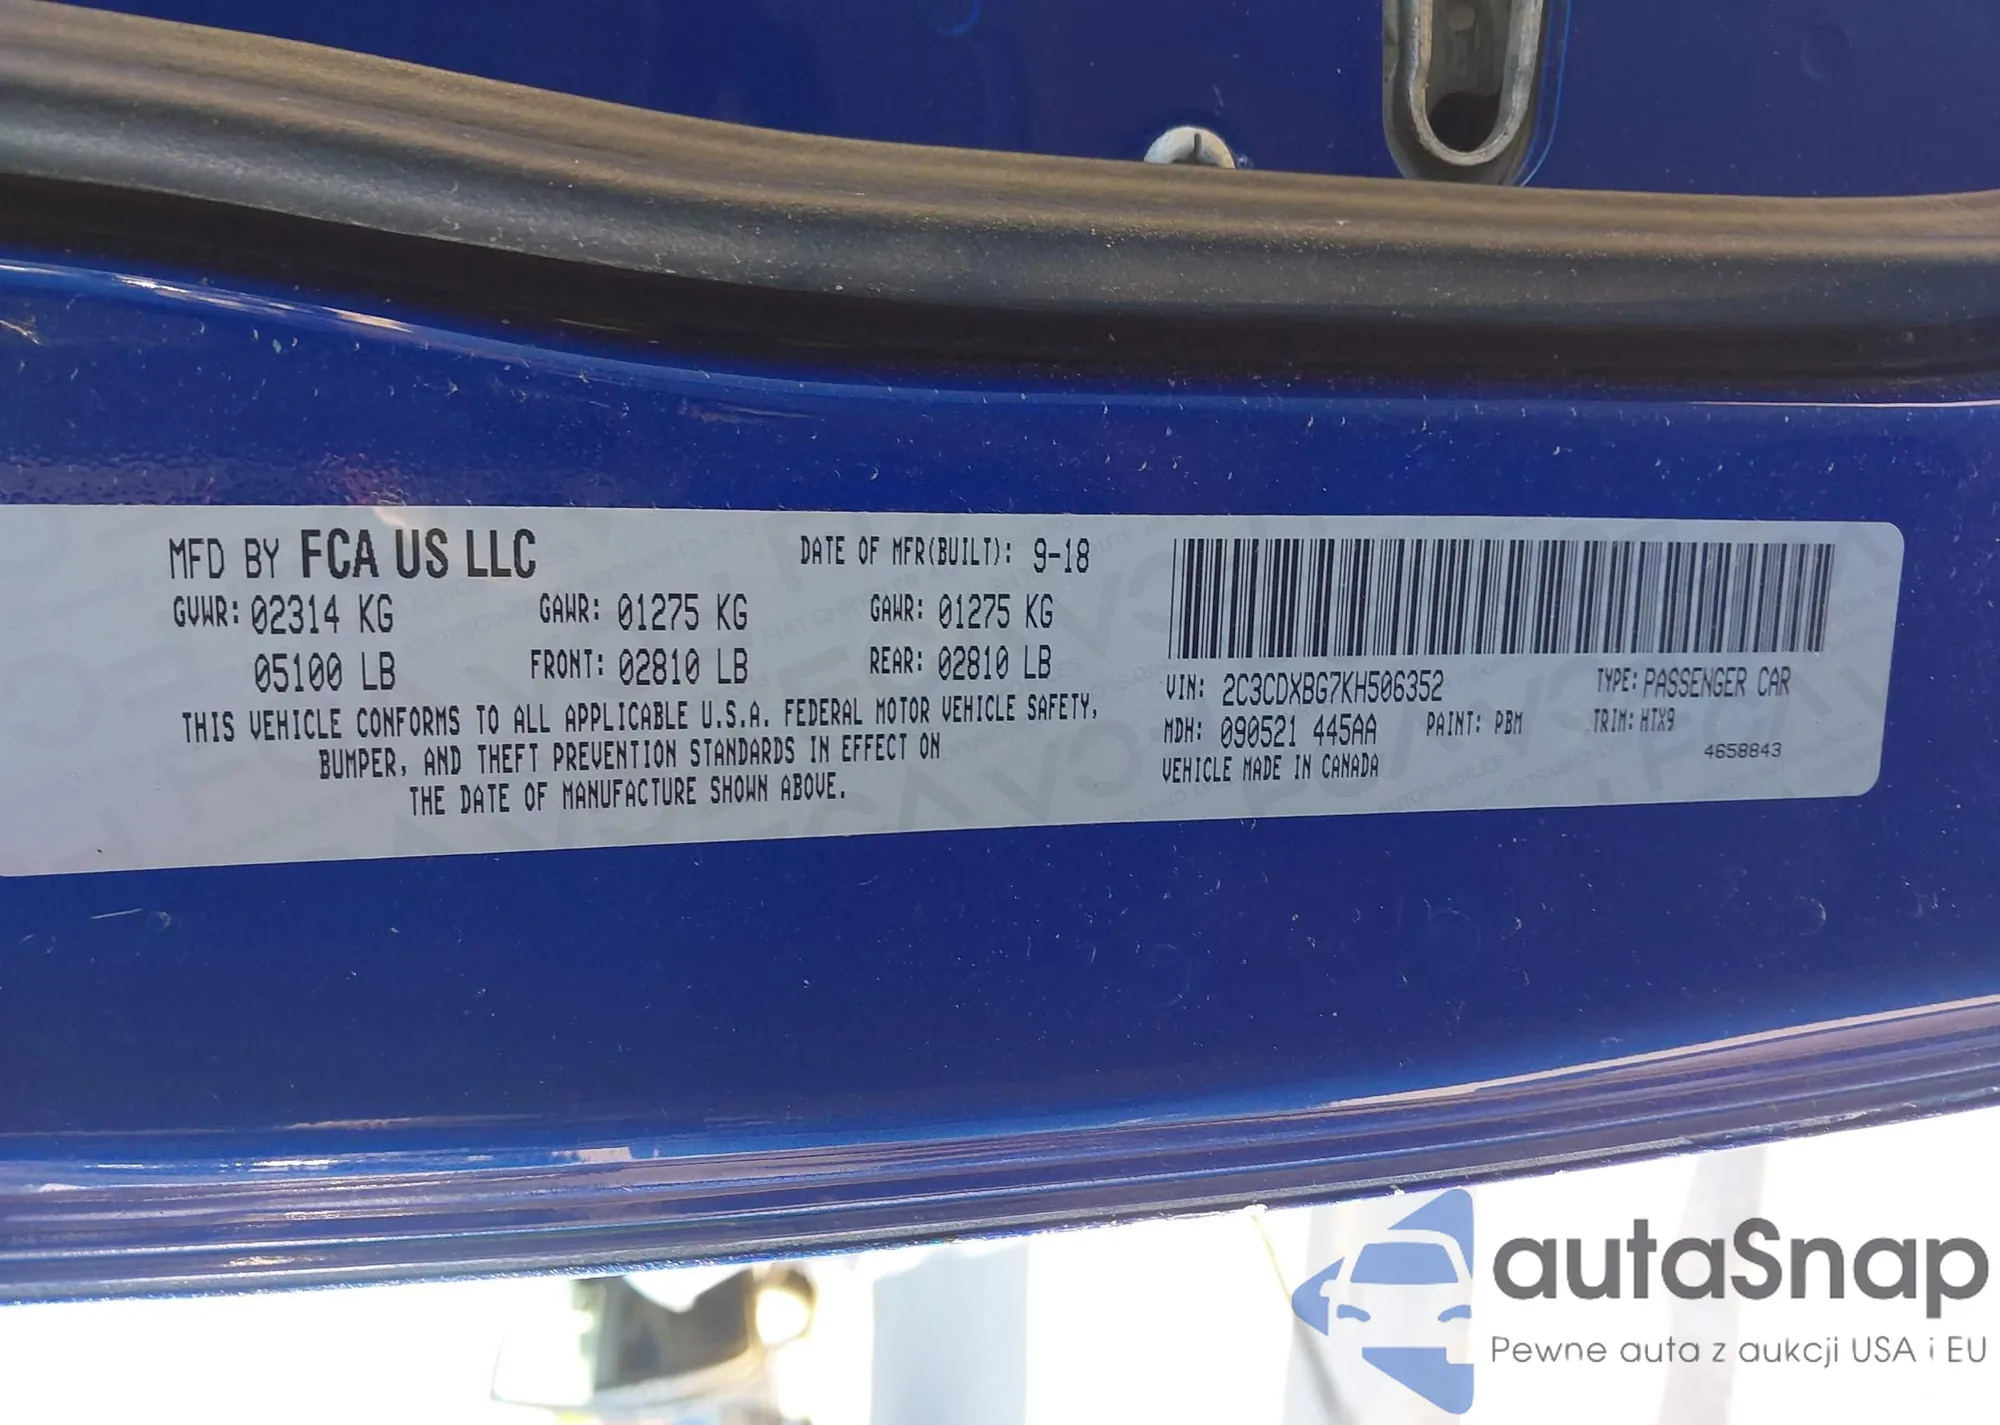 MFD BY FCA US LLC
DATE OF MFR(BUILT): 9-18
GVWR: 02314 KG
GAWR: 01275 KG
GAWR: 01275 KG
05100 LB
FRONT: 02810 LB
REAR: 02810 LB
THIS VEHICLE CONFORMS TO ALL APPLICABLE U.S.A. FEDERAL MOTOR VEHICLE SAFETY,
BUMPER, AND THEFT PREVENTION STANDARDS IN EFFECT ON
THE DATE OF MANUFACTURE SHOWN ABOVE.
VIN: 2C3CDXBG7KH506352
TYPE: PASSENGER CAR
MDH: 090521 445AA
PAINT: PBM
TRIM: HTX9
VEHICLE MADE IN CANADA
4658843
autaSnap
Pewne auta z aukcji USA i EU